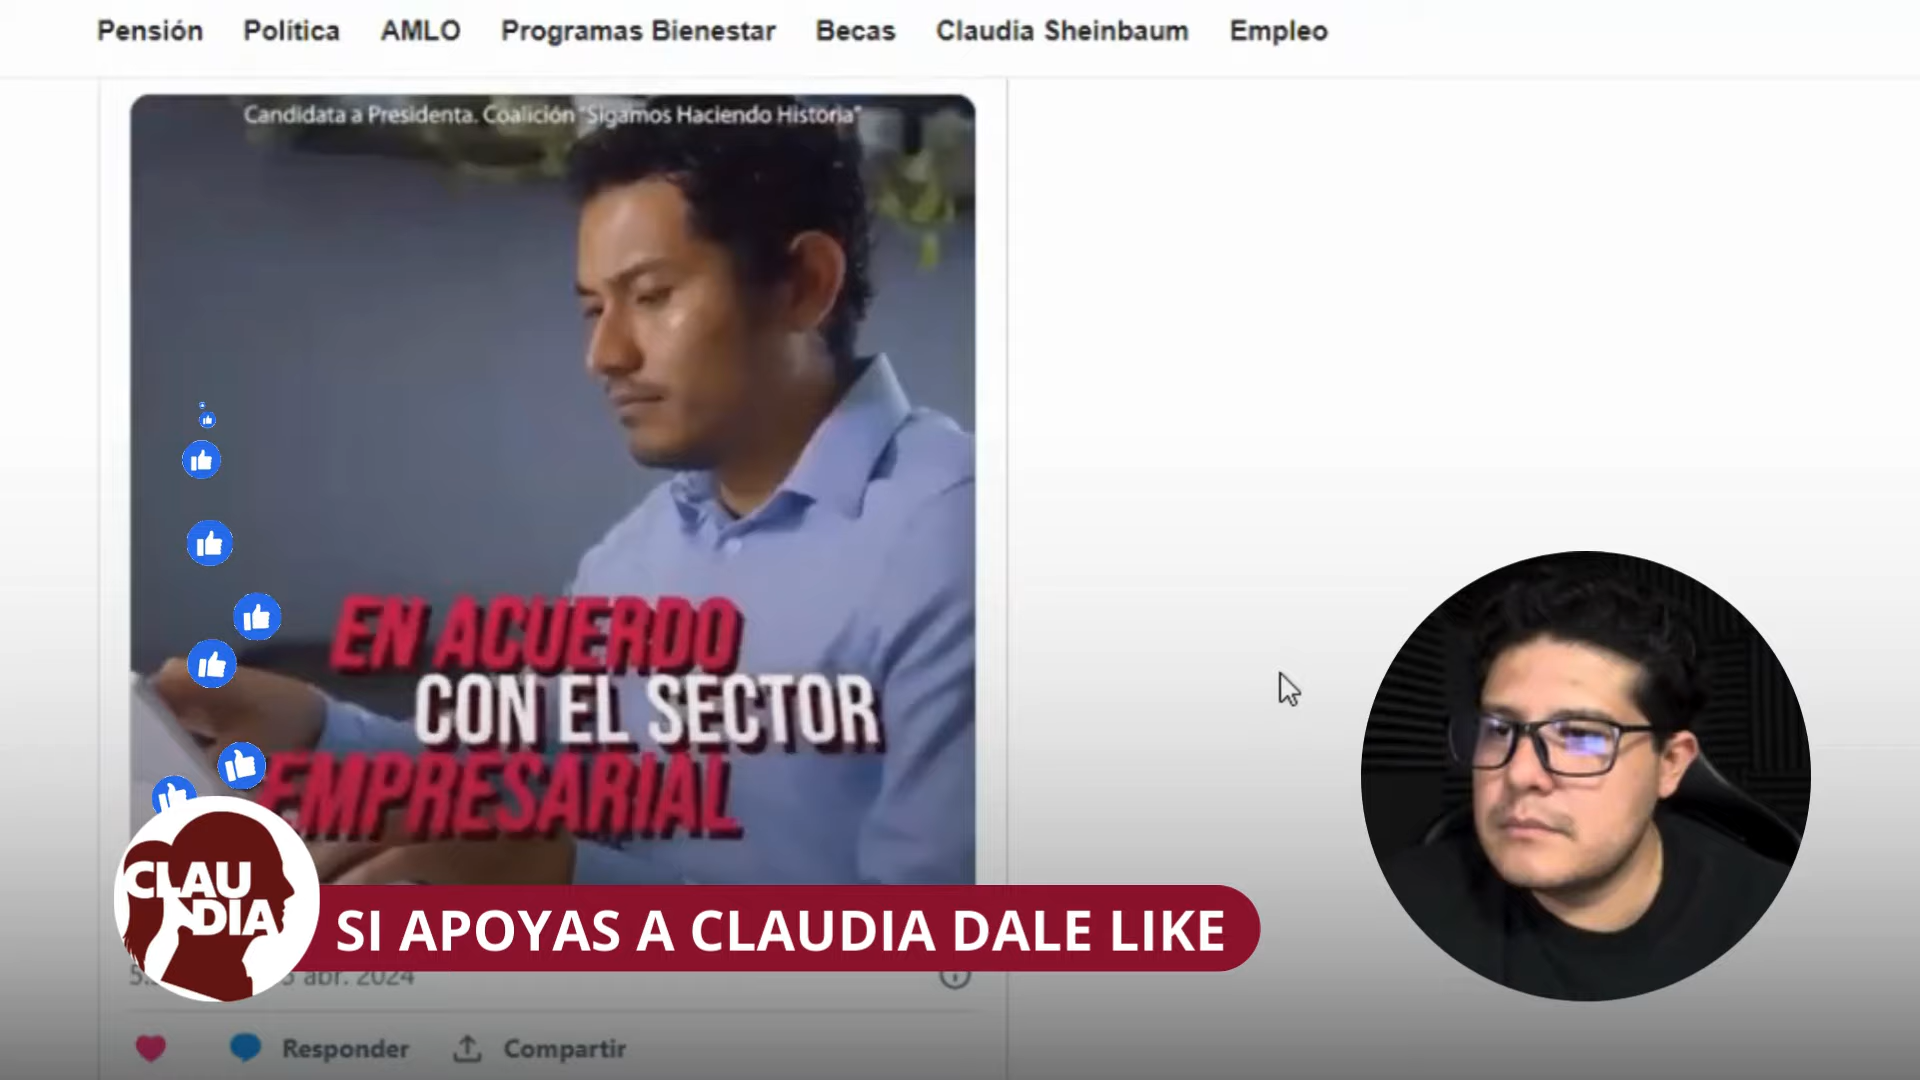 Pensión Política AMLO Programas Bienestar Becas Claudia Sheinbaum Empleo
Candidata a Presidenta. Coalición "Sigamos Haciendo Historia"
EN ACUERDO
CON EL SECTOR
EMPRESARIAL
CLAU
DIA
SI APOYAS A CLAUDIA DALE LIKE
abr. 2024
Responder Compartir